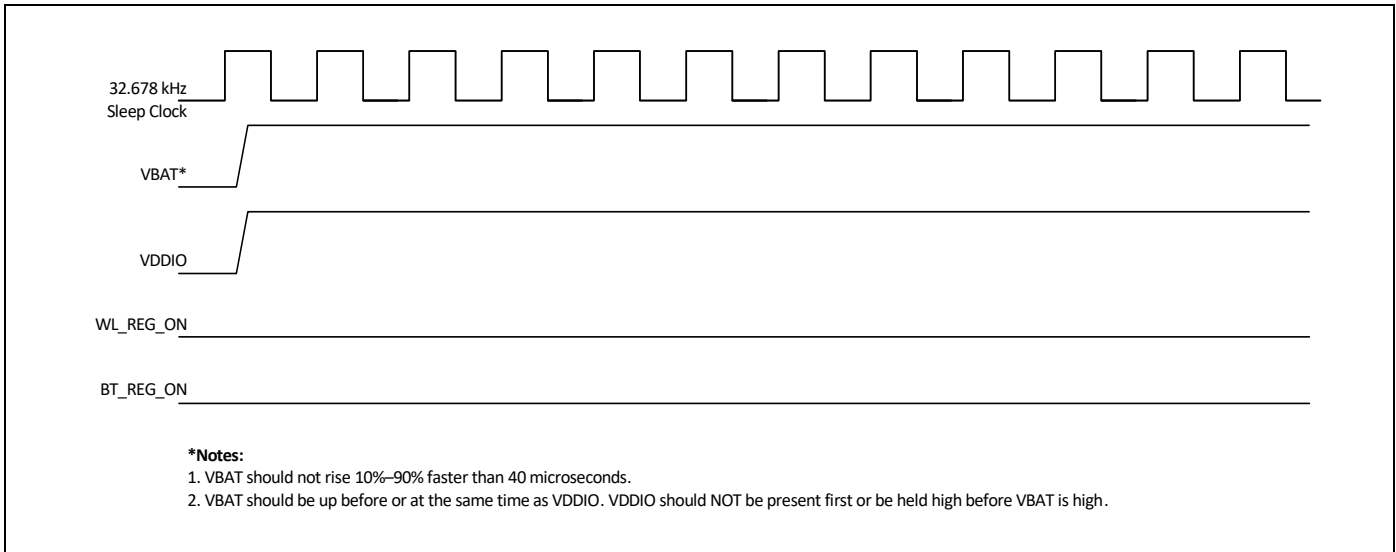 32.678 kHz
Sleep Clock
VBAT*
VDDIO
WL_REG_ON
BT_REG_ON
*Notes:
1. VBAT should not rise 10%–90% faster than 40 microseconds.
2. VBAT should be up before or at the same time as VDDIO. VDDIO should NOT be present first or be held high before VBAT is high.